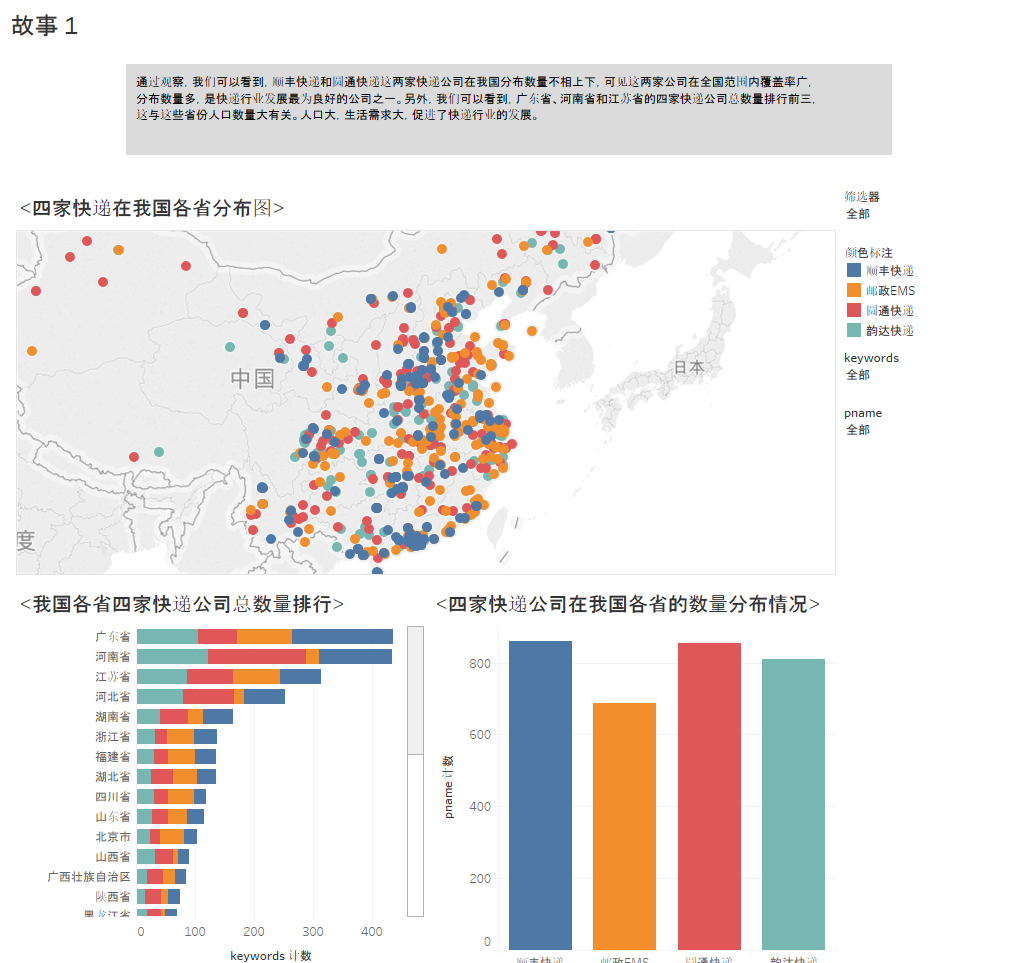 故事 1
通过观察, 我们可以看到, 顺丰快递和圆通快递这两家快递公司在我国分布数量不相上下, 可见这两家公司在全国范围内覆盖率广,
分布数量多, 是快递行业发展最为良好的公司之一。另外, 我们可以看到, 广东省、河南省和江苏省的四家快递公司总数量排行前三,
这与这些省份人口数量大有关。人口大, 生活需求大, 促进了快递行业的发展。
<四家快递在我国各省分布图>
筛选器
全部
颜色标注
顺丰快递
邮政EMS
圆通快递
韵达快递
keywords
全部
pname
全部
中国
日本
度
<我国各省四家快递公司总数量排行>
广东省
河南省
江苏省
河北省
湖南省
浙江省
福建省
湖北省
四川省
山东省
北京市
山西省
广西壮族自治区
陕西省
黑龙江省
0 100 200 300 400
keywords 计数
<四家快递公司在我国各省的数量分布情况>
800
600
400
200
0
pname 计数
顺丰快递 邮政EMS 圆通快递 韵达快递